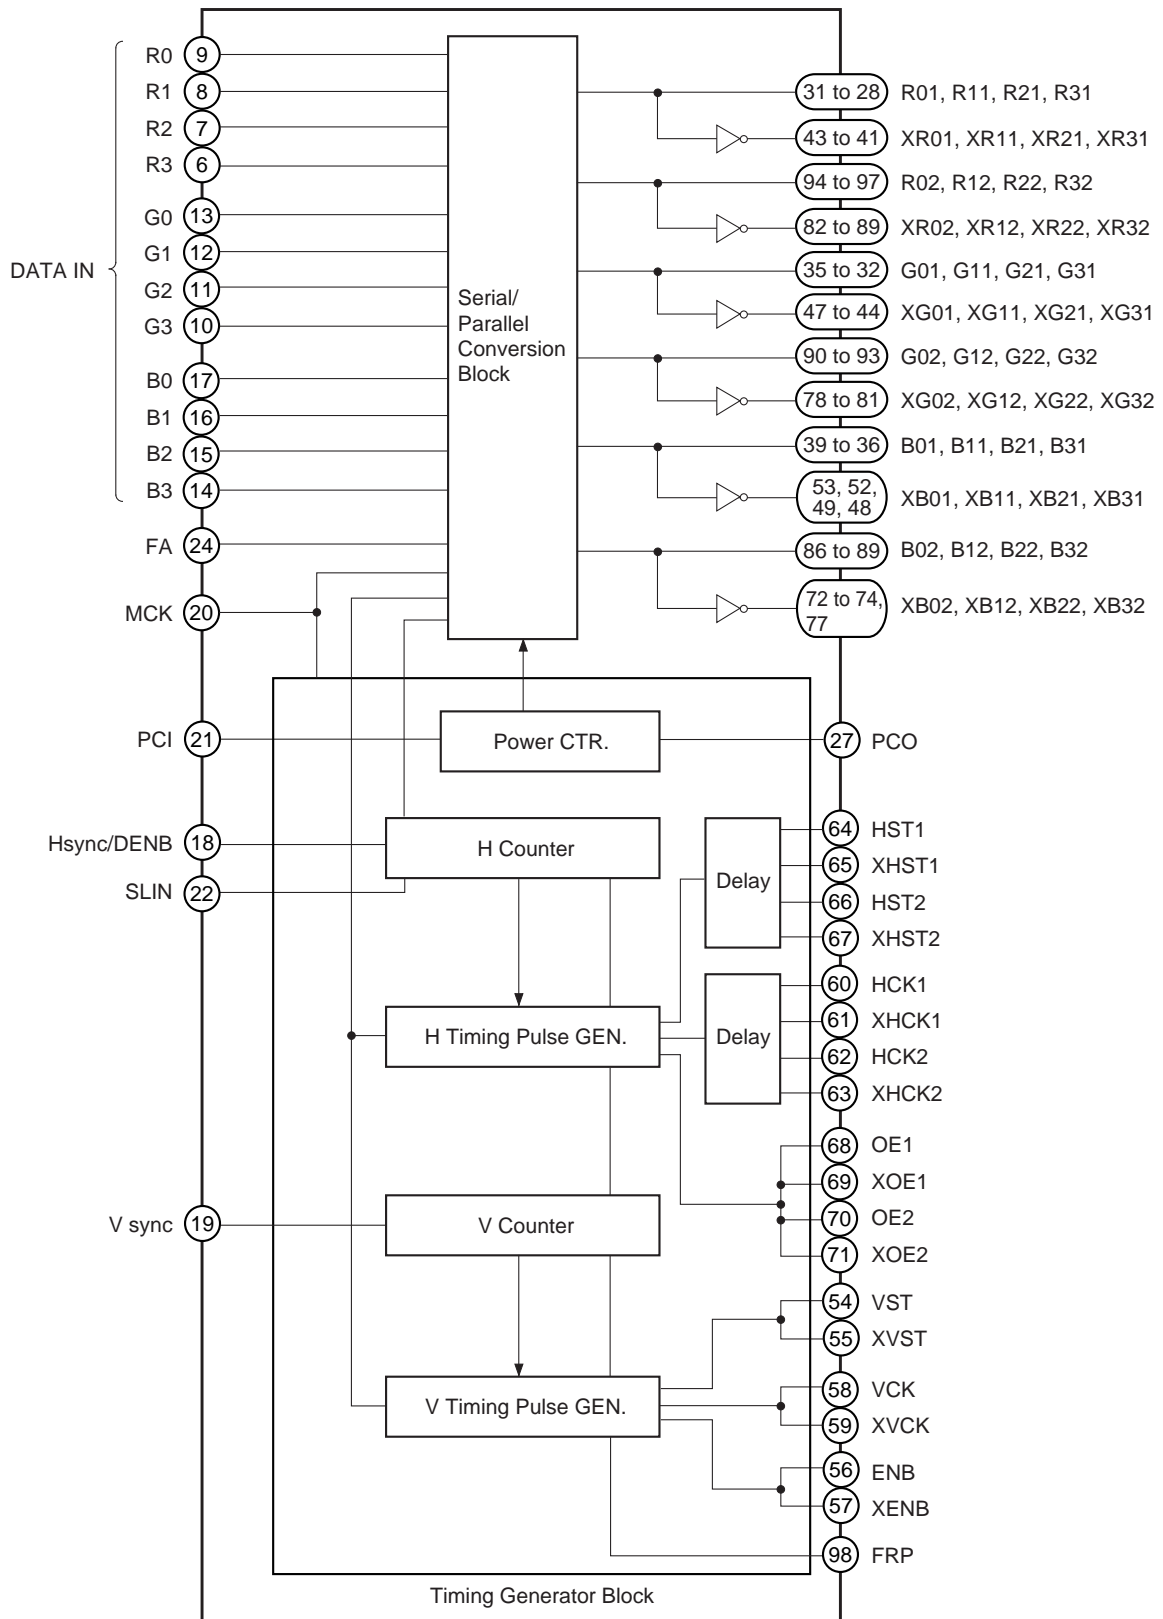 R0 9
R1 8
R2 7
R3 6
G0 13
G1 12
G2 11
G3 10
B0 17
B1 16
B2 15
B3 14
DATA IN
FA 24
MCK 20
PCI 21
Hsync/DENB 18
SLIN 22
V sync 19
Serial/
Parallel
Conversion
Block
31 to 28 R01, R11, R21, R31
43 to 41 XR01, XR11, XR21, XR31
94 to 97 R02, R12, R22, R32
82 to 89 XR02, XR12, XR22, XR32
35 to 32 G01, G11, G21, G31
47 to 44 XG01, XG11, XG21, XG31
90 to 93 G02, G12, G22, G32
78 to 81 XG02, XG12, XG22, XG32
39 to 36 B01, B11, B21, B31
53, 52,
49, 48
XB01, XB11, XB21, XB31
86 to 89 B02, B12, B22, B32
72 to 74,
77
XB02, XB12, XB22, XB32
Power CTR.
27 PCO
H Counter
Delay
64 HST1
65 XHST1
66 HST2
67 XHST2
H Timing Pulse GEN.
Delay
60 HCK1
61 XHCK1
62 HCK2
63 XHCK2
68 OE1
69 XOE1
70 OE2
71 XOE2
V Counter
54 VST
55 XVST
V Timing Pulse GEN.
58 VCK
59 XVCK
56 ENB
57 XENB
98 FRP
Timing Generator Block